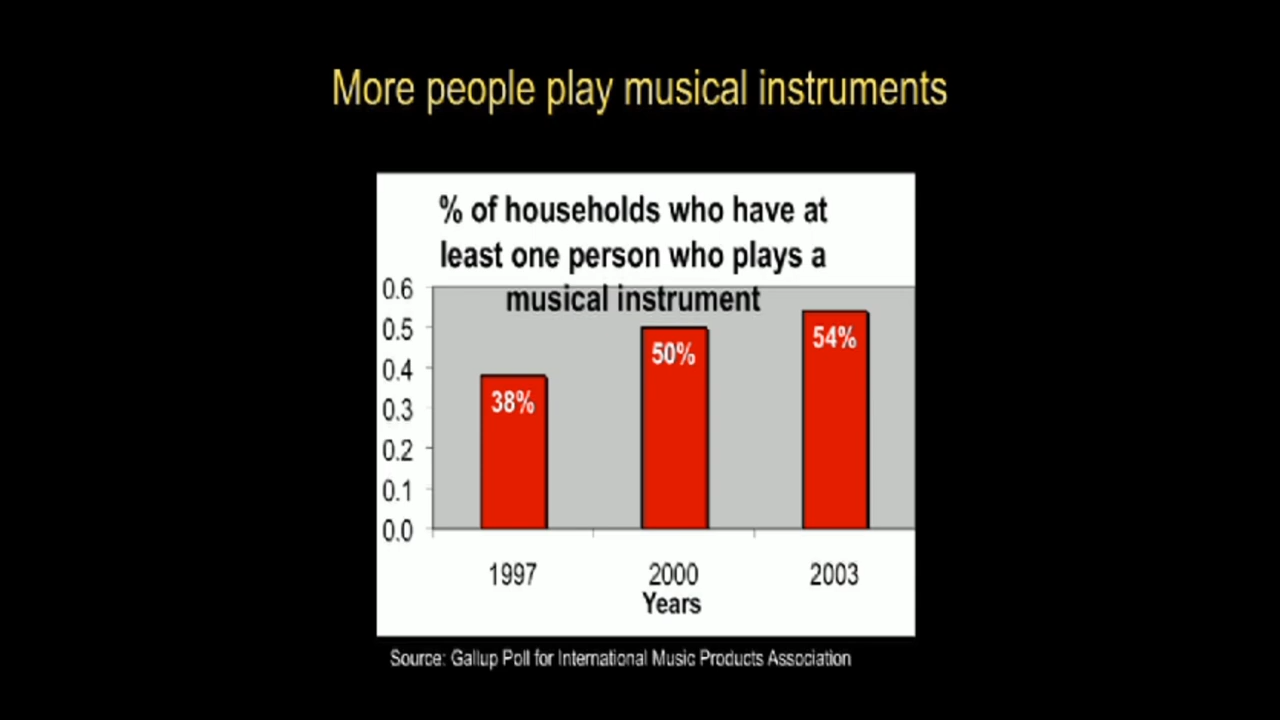 More people play musical instruments
% of households who have at
least one person who plays a
musical instrument
0.6
0.5
0.4
0.3
0.2
0.1
0.0
38%
50%
54%
1997
2000
2003
Years
Source: Gallup Poll for International Music Products Association